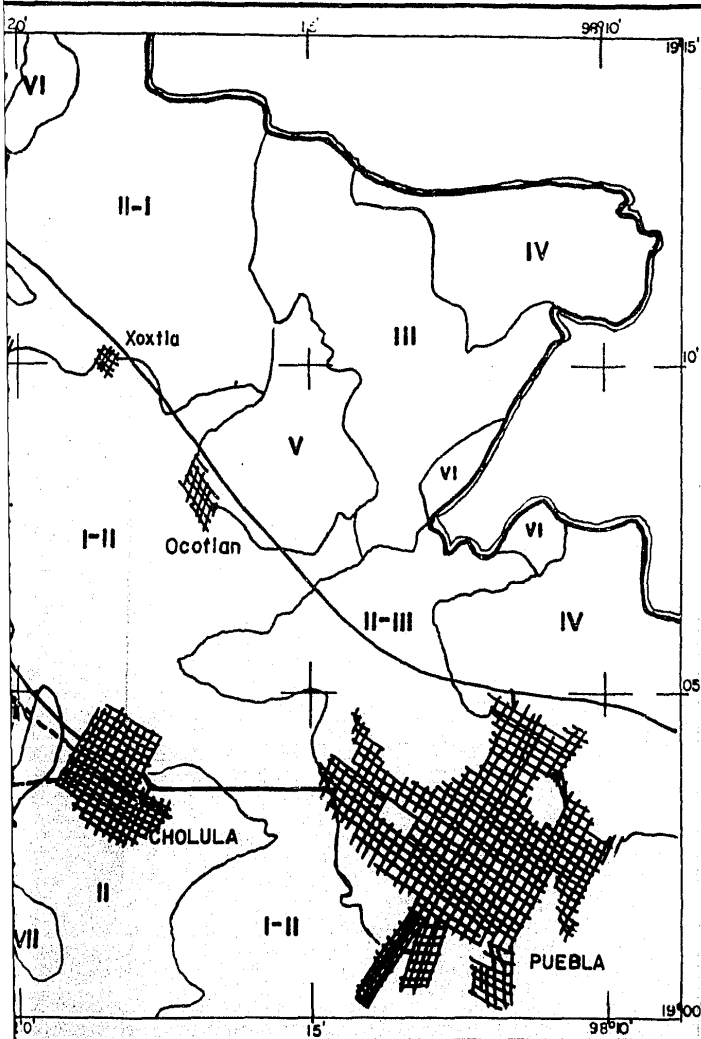 20' 15' 98°10'
19°15'
VI
II-I
IV
III
Xoxtla
10'
V
VI
I-II
VI
Ocotlan
II-III
IV
05
CHOLULA
II
I-II
VII
PUEBLA
19°00
20' 15' 98°10'